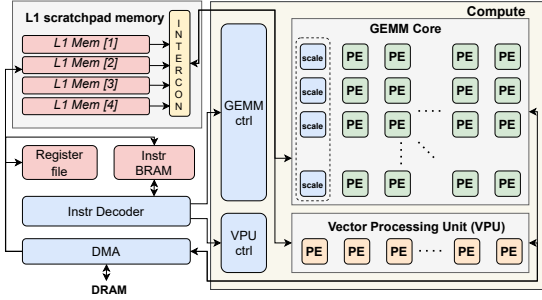 L1 scratchpad memory
L1 Mem [1]
L1 Mem [2]
L1 Mem [3]
L1 Mem [4]
INTERCON
Register
file
Instr
BRAM
Instr Decoder
DMA
DRAM
Compute
GEMM
ctrl
VPU
ctrl
GEMM Core
scale PE PE PE PE
scale PE PE PE PE
scale PE PE PE PE
scale PE PE PE PE
Vector Processing Unit (VPU)
PE PE PE PE PE